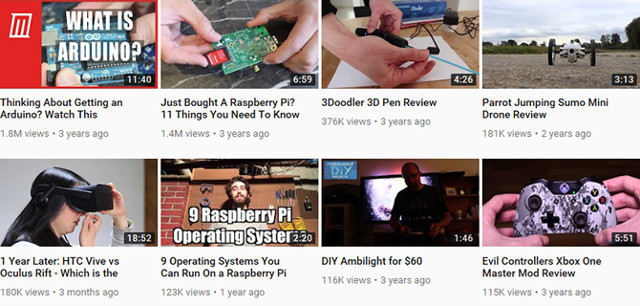 WHAT IS
ARDUINO?
11:40
6:59
4:26
3:13
Thinking About Getting an
Arduino? Watch This
1.8M views • 3 years ago
Just Bought A Raspberry Pi?
11 Things You Need To Know
1.4M views • 3 years ago
3Doodler 3D Pen Review
376K views • 3 years ago
Parrot Jumping Sumo Mini
Drone Review
181K views • 2 years ago
18:52
9 Raspberry Pi
Operating Systems
2:20
DIY
1:46
5:51
1 Year Later: HTC Vive vs
Oculus Rift - Which is the
180K views • 3 months ago
9 Operating Systems You
Can Run On a Raspberry Pi
123K views • 1 year ago
DIY Ambilight for $60
116K views • 3 years ago
Evil Controllers Xbox One
Master Mod Review
115K views • 3 years ago